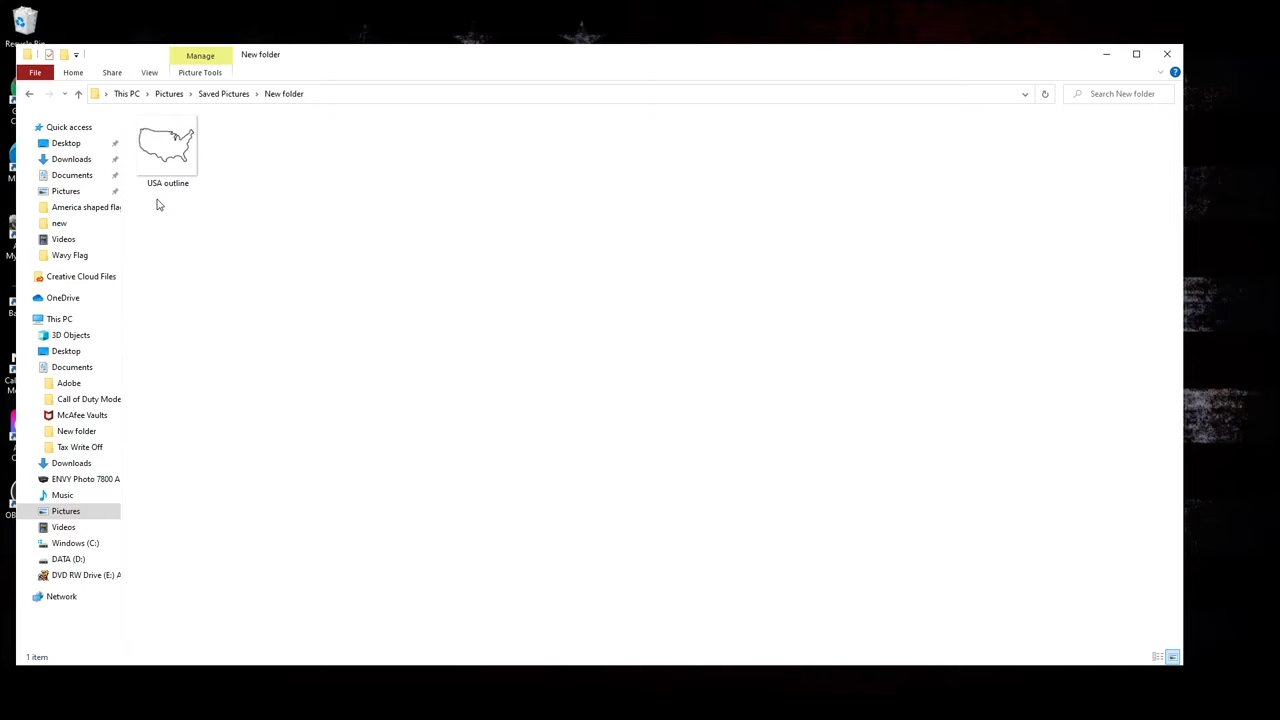 Recycle Bin
Manage
New folder
File
Home
Share
View
Picture Tools
This PC
Pictures
Saved Pictures
New folder
Search New folder
Quick access
Desktop
Downloads
Documents
Pictures
America shaped fla
new
Videos
Wavy Flag
Creative Cloud Files
OneDrive
This PC
3D Objects
Desktop
Documents
Adobe
Call of Duty Mode
McAfee Vaults
New folder
Tax Write Off
Downloads
ENVY Photo 7800 A
Music
Pictures
Videos
Windows (C:)
DATA (D:)
DVD RW Drive (E:) A
Network
USA outline
1 item